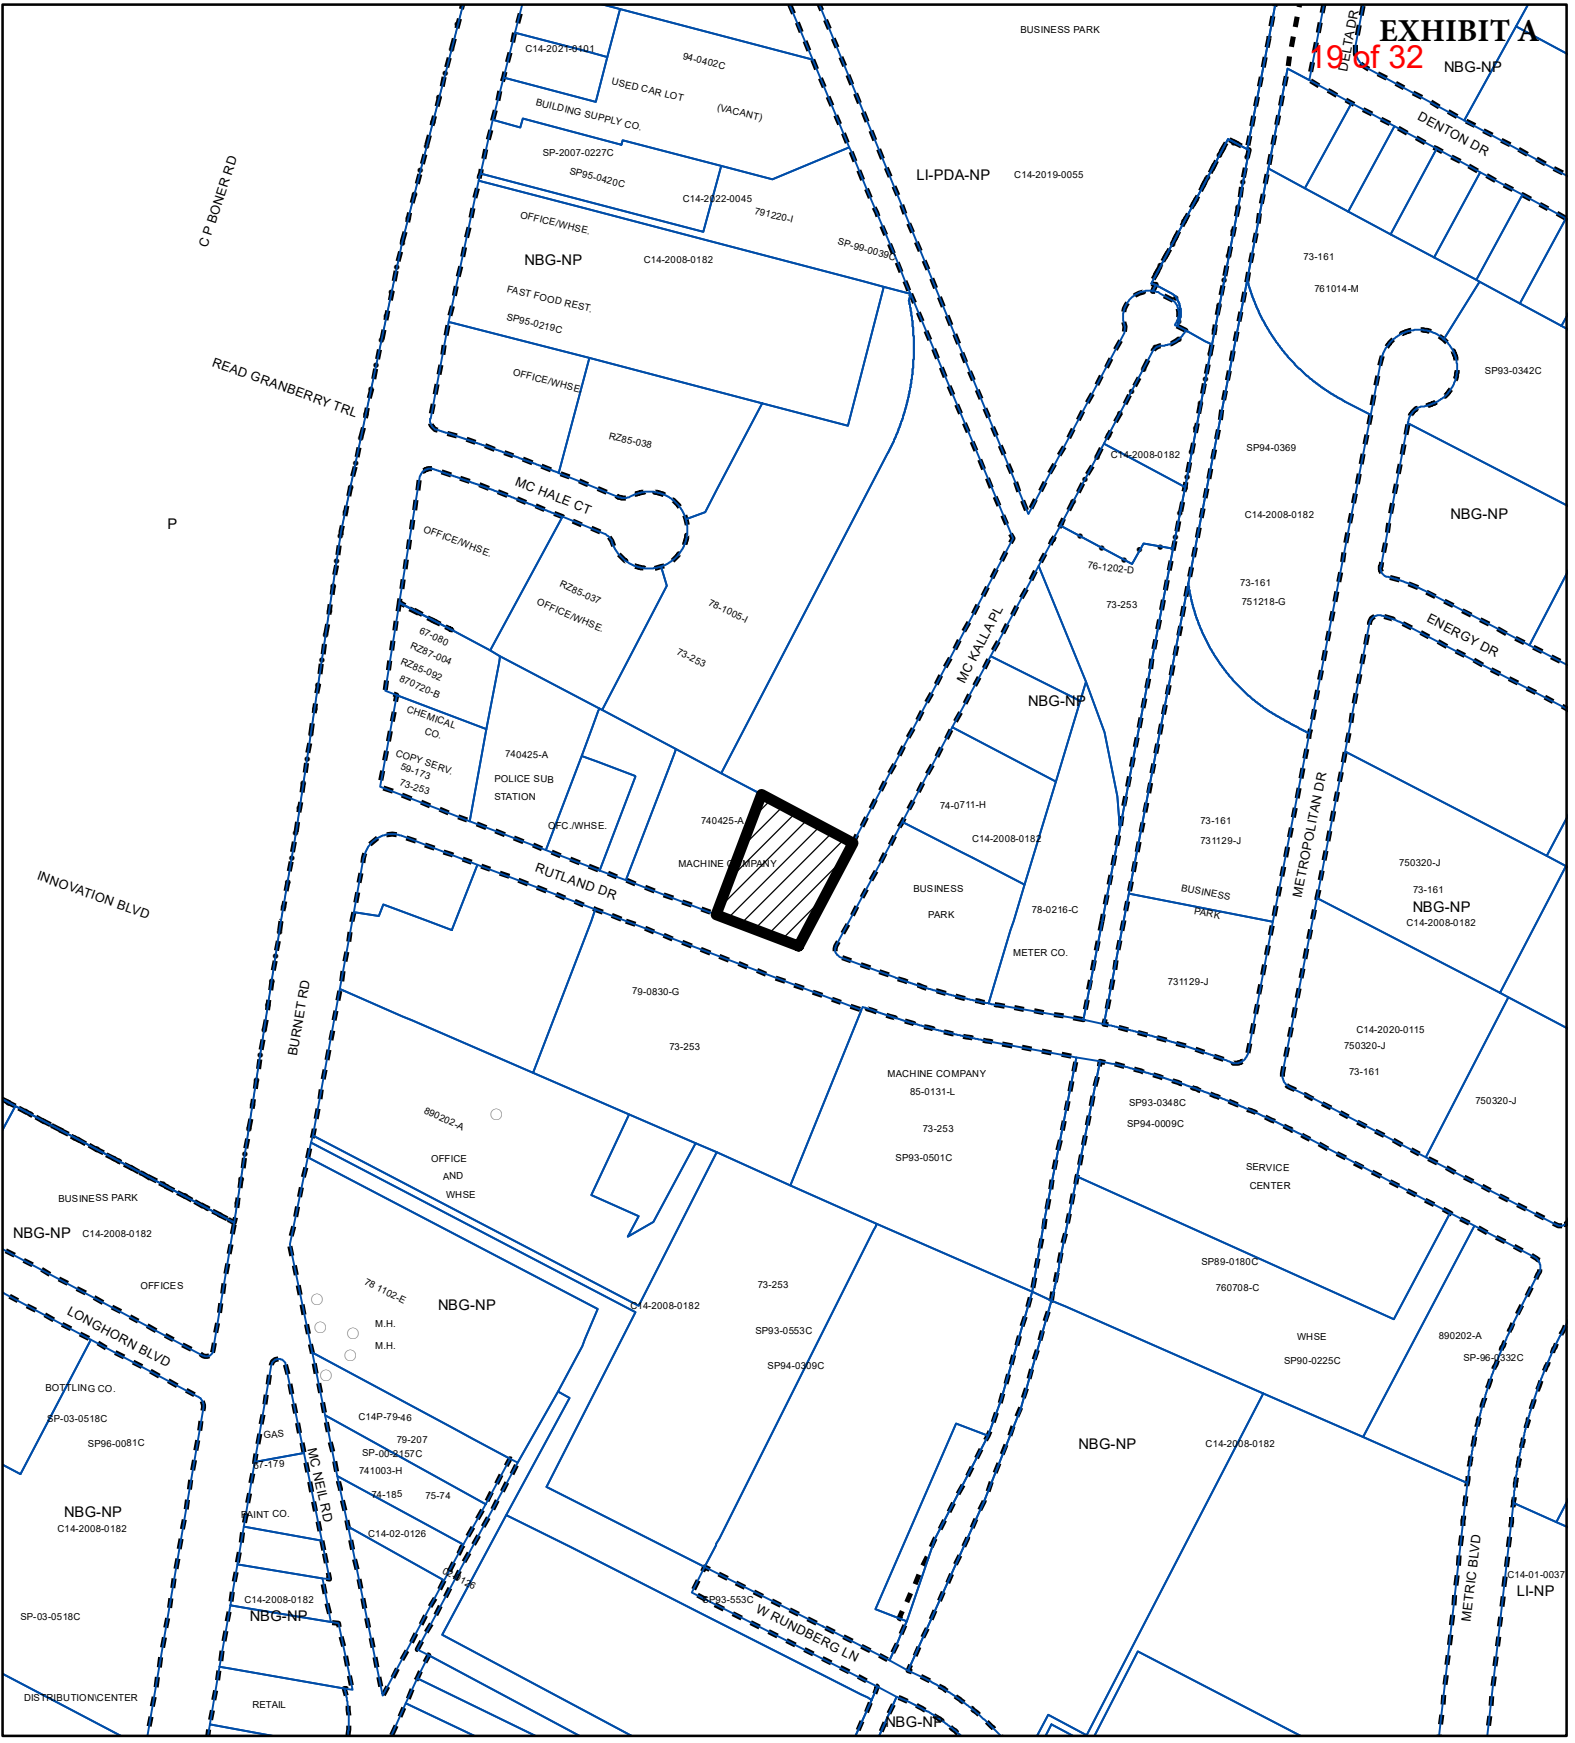 EXHIBIT A
19 of 32
BUSINESS PARK
DELTA DR
NBG-NP
DENTON DR
C14-2021-0101
94-0402C
USED CAR LOT
(VACANT)
BUILDING SUPPLY CO.
SP-2007-0227C
SP95-0420C
C14-2022-0045
791220-I
SP-99-0039C
LI-PDA-NP
C14-2019-0055
C P BONER RD
OFFICE/WHSE.
NBG-NP
C14-2008-0182
FAST FOOD REST.
SP95-0219C
73-161
761014-M
SP93-0342C
READ GRANBERRY TRL
OFFICE/WHSE
RZ85-038
MC HALE CT
C14-2008-0182
SP94-0369
C14-2008-0182
NBG-NP
P
OFFICE/WHSE.
RZ85-037
OFFICE/WHSE.
78-1005-I
73-253
76-1202-D
73-253
73-161
751218-G
ENERGY DR
MC KALLA PL
67-080
RZ87-004
RZ85-092
870720-B
CHEMICAL
CO.
COPY SERV.
59-173
73-253
740425-A
POLICE SUB
STATION
OFC./WHSE.
740425-A
MACHINE COMPANY
NBG-NP
74-0711-H
C14-2008-0182
BUSINESS
PARK
78-0216-C
METER CO.
73-161
731129-J
BUSINESS
PARK
731129-J
METROPOLITAN DR
750320-J
73-161
NBG-NP
C14-2008-0182
C14-2020-0115
750320-J
73-161
750320-J
INNOVATION BLVD
RUTLAND DR
BURNET RD
79-0830-G
73-253
MACHINE COMPANY
85-0131-L
73-253
SP93-0501C
SP93-0348C
SP94-0009C
SERVICE
CENTER
890202-A
OFFICE
AND
WHSE
BUSINESS PARK
NBG-NP
C14-2008-0182
OFFICES
LONGHORN BLVD
78 1102-E
NBG-NP
M.H.
M.H.
C14-2008-0182
73-253
SP93-0553C
SP94-0309C
SP89-0180C
760708-C
WHSE
SP90-0225C
890202-A
SP-96-0332C
BOTTLING CO.
SP-03-0518C
SP96-0081C
NBG-NP
C14-2008-0182
GAS
67-179
MC NEIL RD
PAINT CO.
C14P-79-46
79-207
SP-00-2157C
741003-H
74-185
75-74
C14-02-0126
NBG-NP
C14-2008-0182
C14-2008-0182
NBG-NP
SP93-553C
W RUNDBERG LN
METRIC BLVD
C14-01-0037
LI-NP
SP-03-0518C
DISTRIBUTION\CENTER
RETAIL
NBG-NP